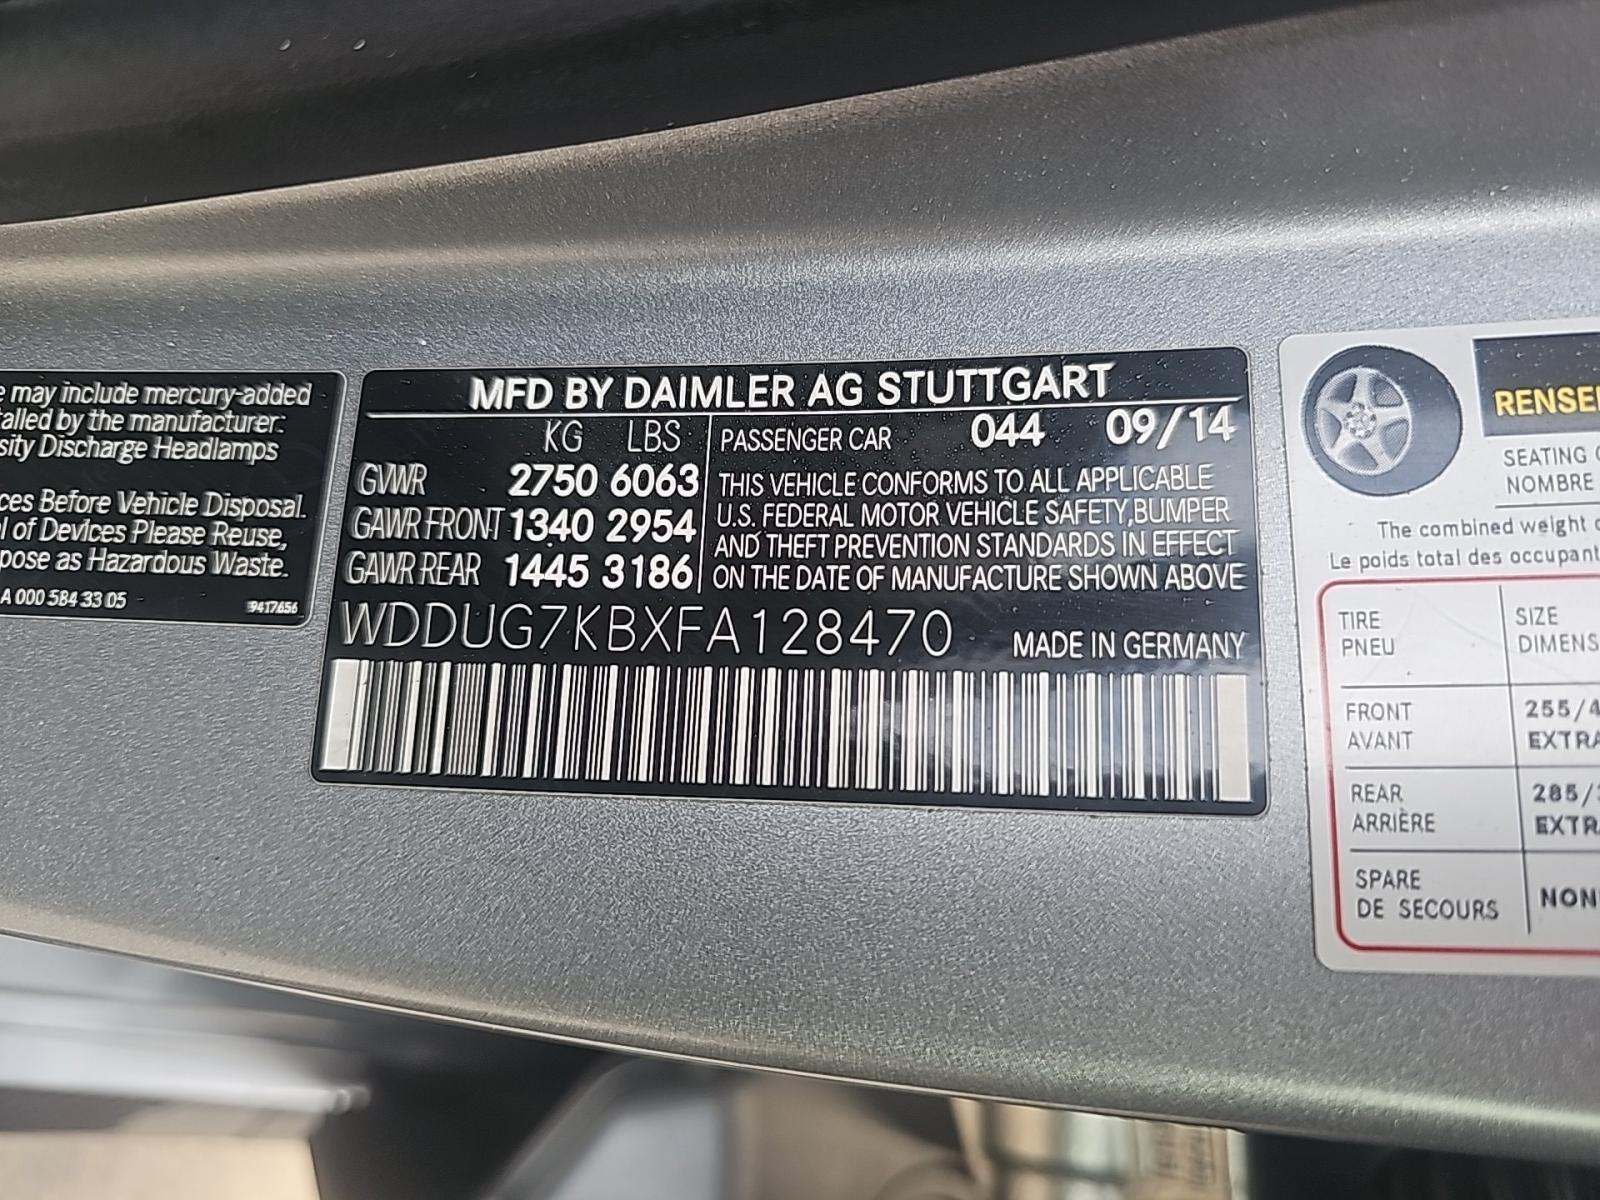 e may include mercury-added
talled by the manufacturer:
sity Discharge Headlamps
ces Before Vehicle Disposal.
l of Devices Please Reuse,
pose as Hazardous Waste.
A 000 584 33 05 9417656
MFD BY DAIMLER AG STUTTGART
KG LBS
GVWR 2750 6063
GAWR FRONT 1340 2954
GAWR REAR 1445 3186
PASSENGER CAR 044 09/14
THIS VEHICLE CONFORMS TO ALL APPLICABLE
U.S. FEDERAL MOTOR VEHICLE SAFETY,BUMPER
AND THEFT PREVENTION STANDARDS IN EFFECT
ON THE DATE OF MANUFACTURE SHOWN ABOVE
WDDUG7KBXFA128470 MADE IN GERMANY
RENSE
SEATING
NOMBRE
The combined weight
Le poids total des occupant
TIRE SIZE
PNEU DIMENS
FRONT 255/4
AVANT EXTRA
REAR 285/3
ARRIÈRE EXTRA
SPARE
DE SECOURS NON